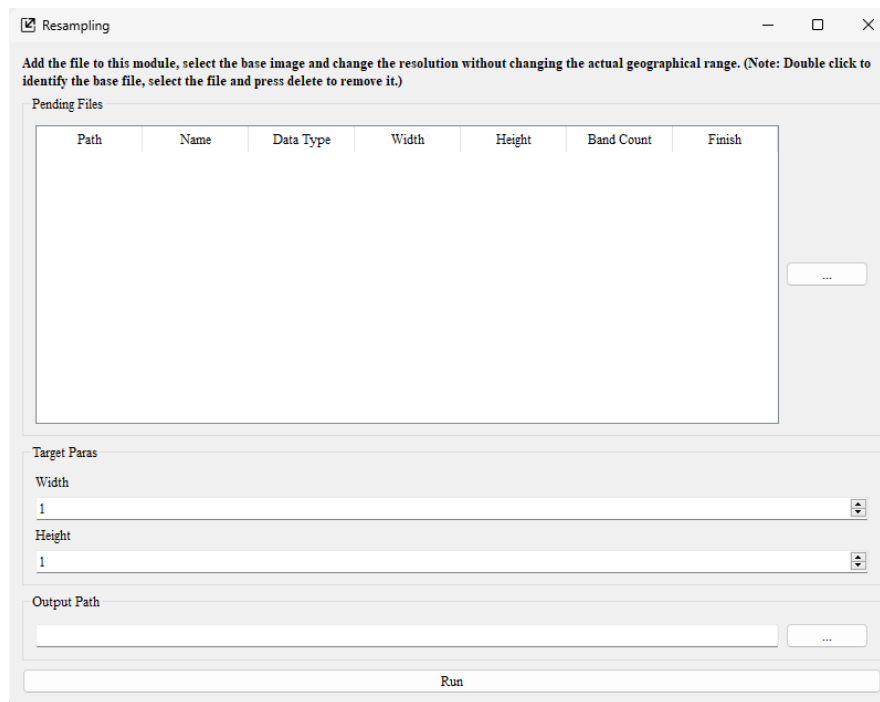 Resampling
Add the file to this module, select the base image and change the resolution without changing the actual geographical range. (Note: Double click to
identify the base file, select the file and press delete to remove it.)
Pending Files
Path Name Data Type Width Height Band Count Finish
...
Target Paras
Width
1
Height
1
Output Path
...
Run